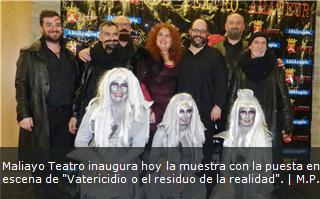 Maliayo Teatro inaugura hoy la muestra con la puesta en
escena de "Vatericidio o el residuo de la realidad". | M.P.